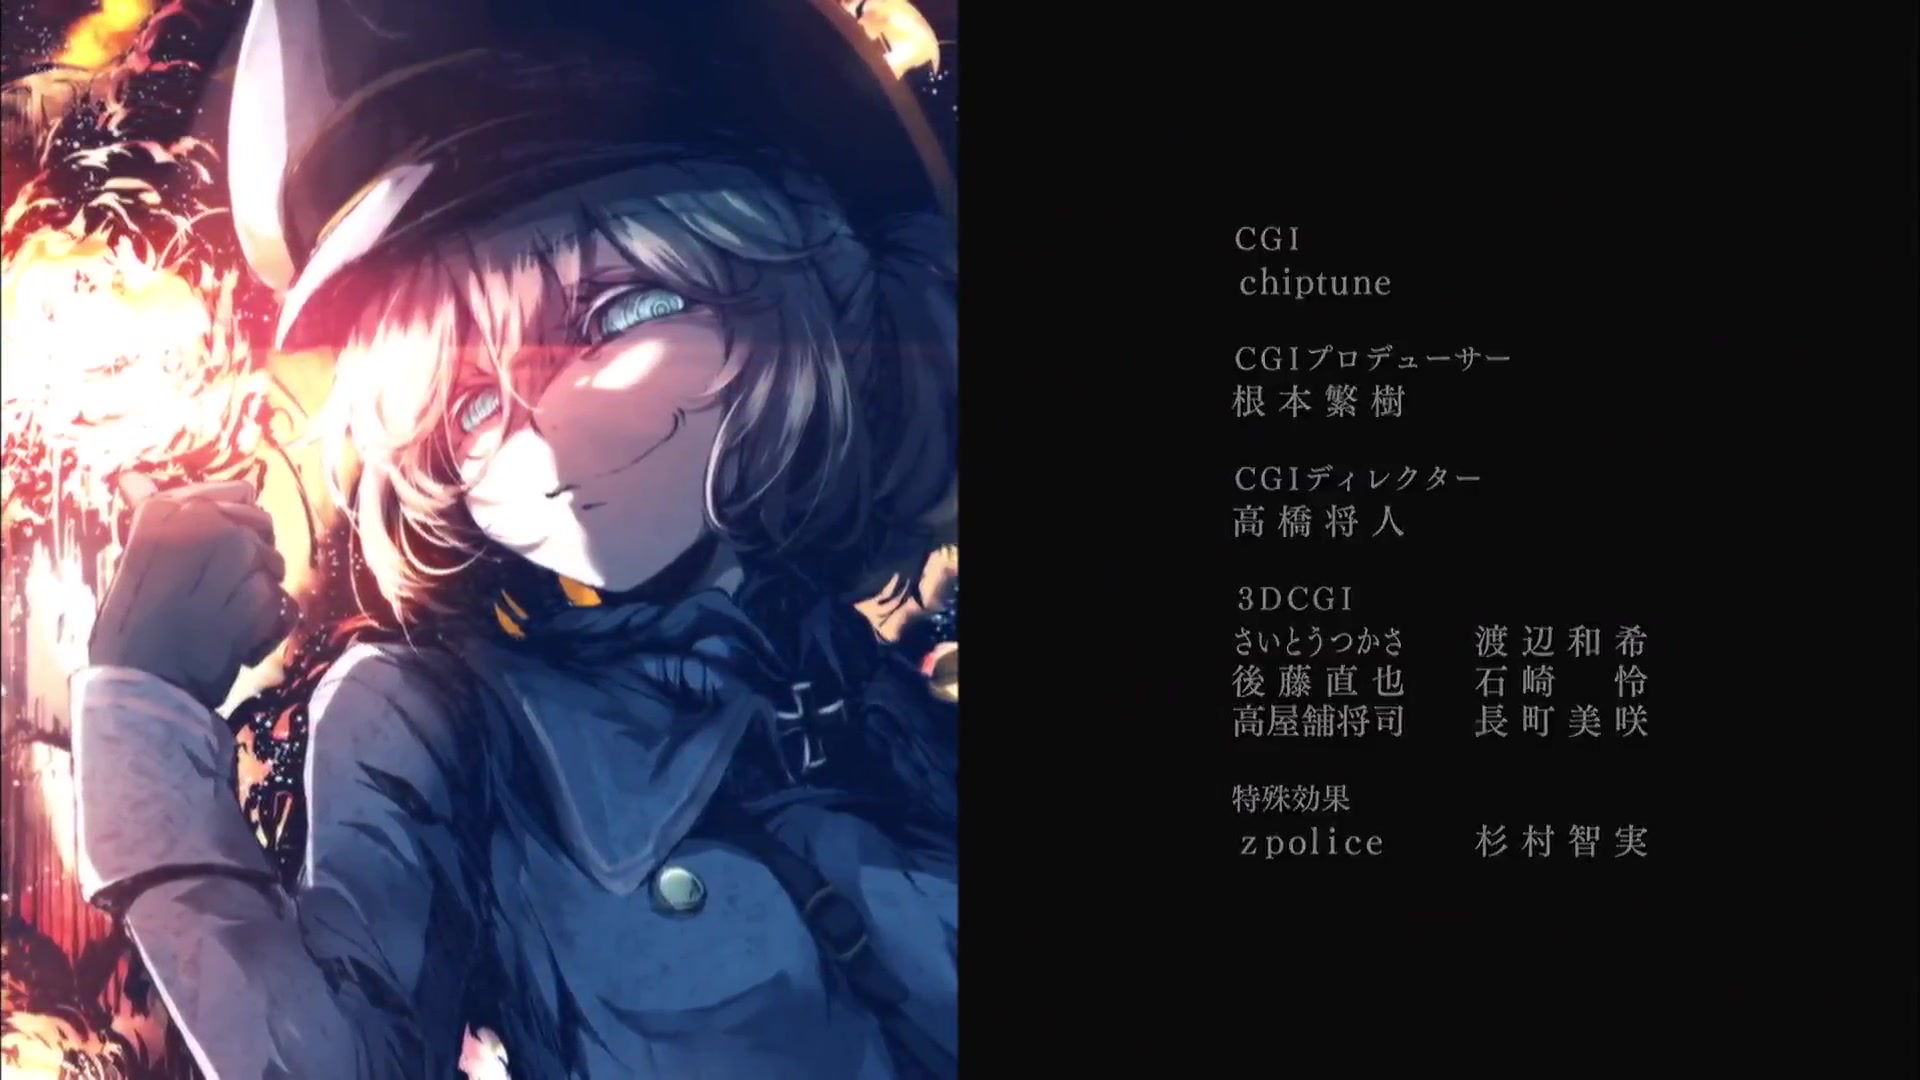 CGI
chiptune
CGIプロデューサー
根本繁樹
CGIディレクター
高橋将人
3DCGI
さいとうつかさ 渡辺和希
後藤直也 石崎 怜
高屋舗将司 長町美咲
特殊効果
zpolice 杉村智実